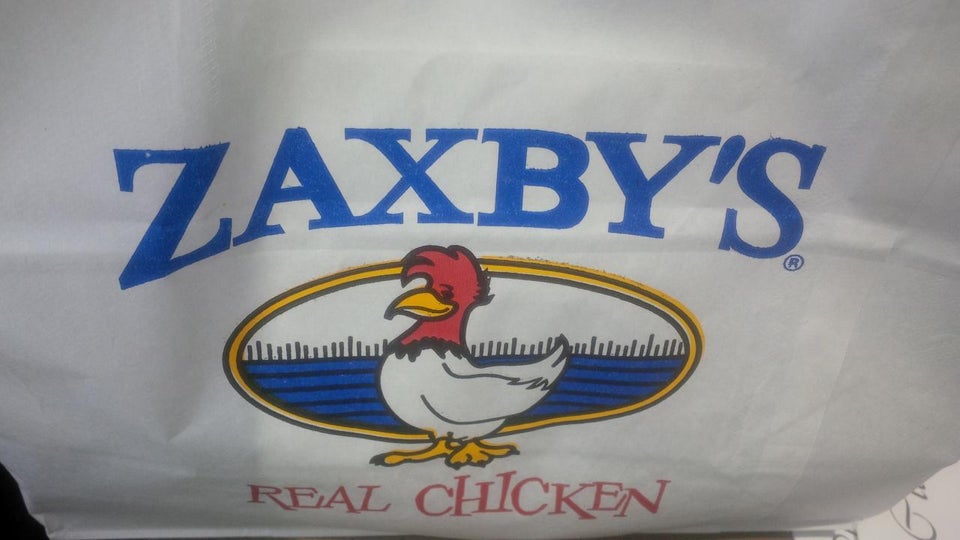 ZAXBY'S®
REAL CHICKEN